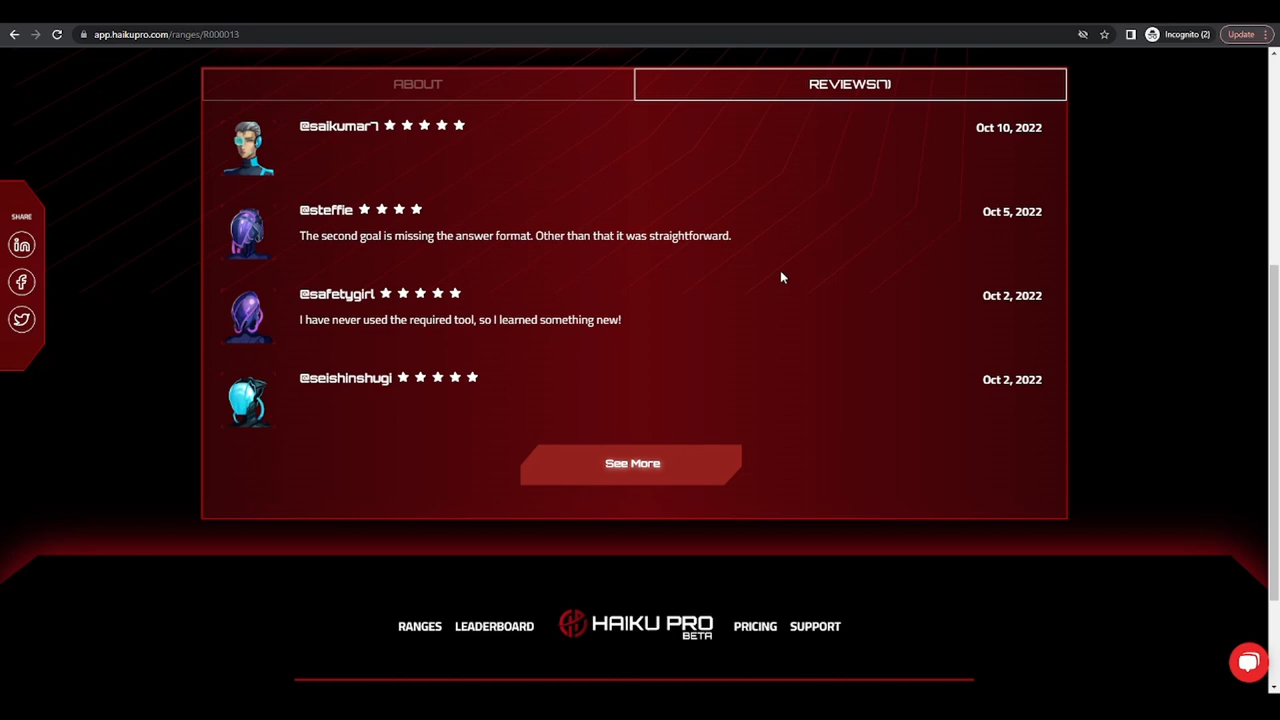 app.haikupro.com/ranges/R000013
Incognito (2)
Update
ABOUT
REVIEWS(7)
@saikumar7
Oct 10, 2022
@steffie
Oct 5, 2022
The second goal is missing the answer format. Other than that it was straightforward.
SHARE
@safetygirl
Oct 2, 2022
I have never used the required tool, so I learned something new!
@seishinshugi
Oct 2, 2022
See More
RANGES
LEADERBOARD
HAIKU PRO
BETA
PRICING
SUPPORT